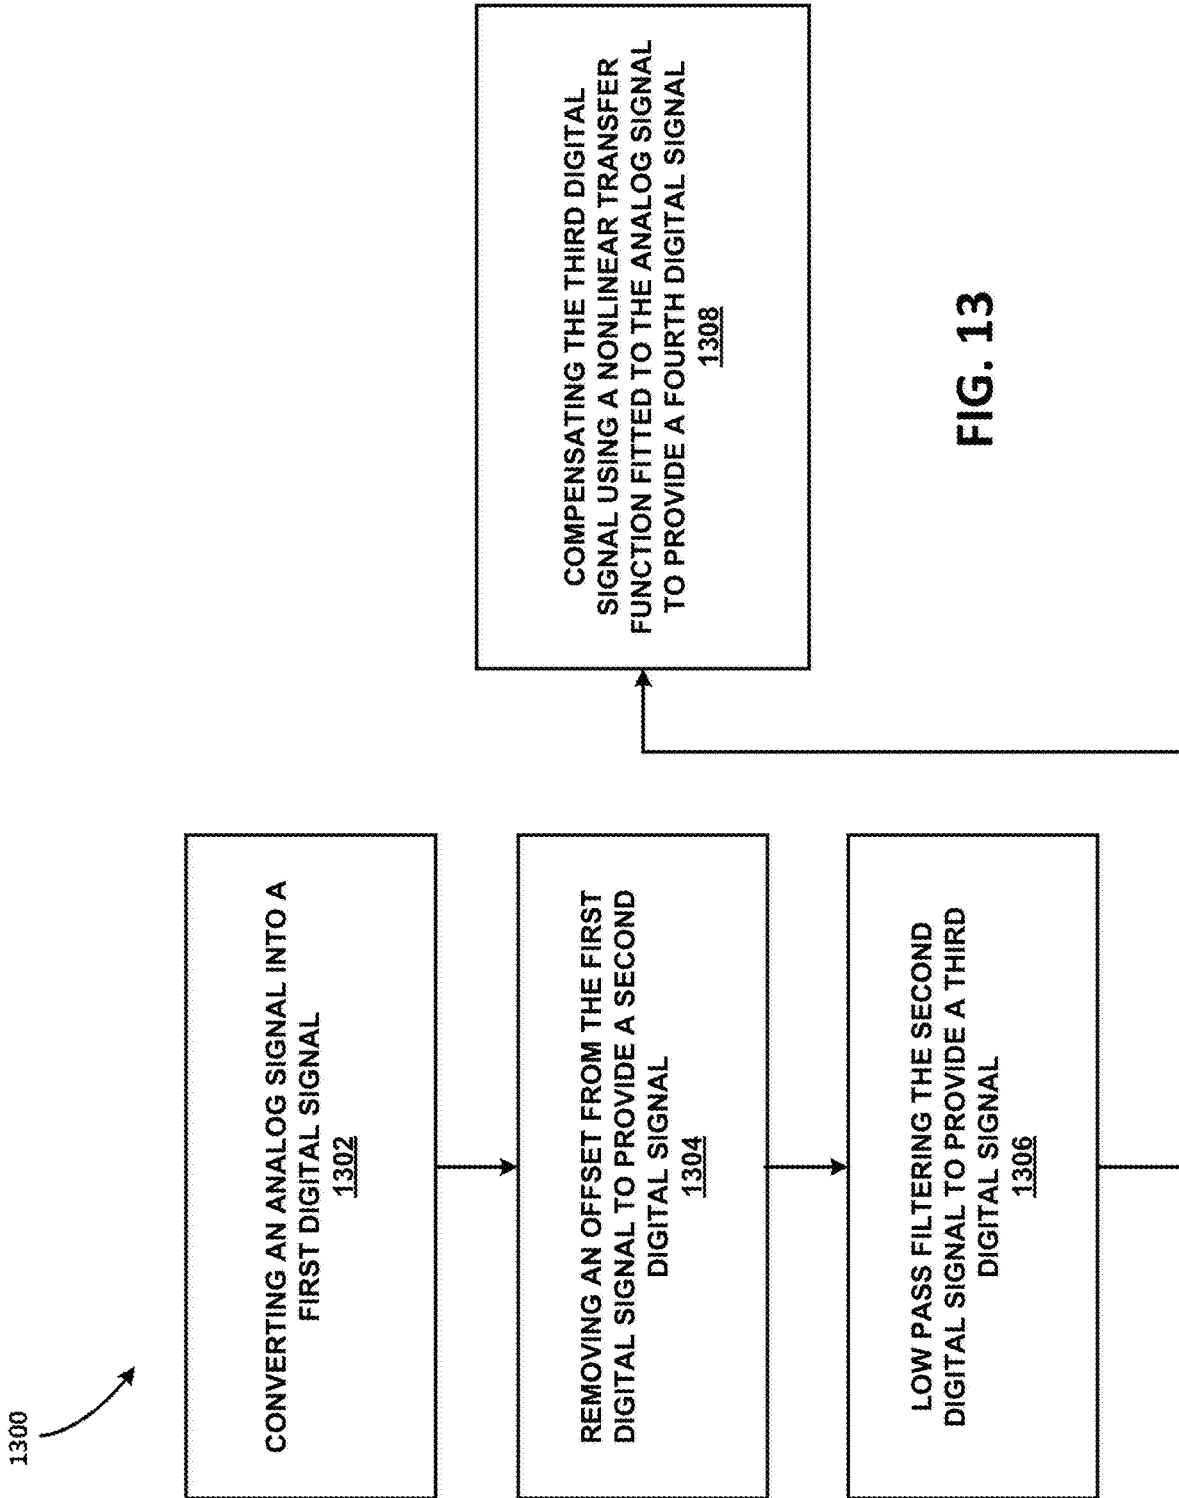 1300
CONVERTING AN ANALOG SIGNAL INTO A
FIRST DIGITAL SIGNAL
1302
REMOVING AN OFFSET FROM THE FIRST
DIGITAL SIGNAL TO PROVIDE A SECOND
DIGITAL SIGNAL
1304
LOW PASS FILTERING THE SECOND
DIGITAL SIGNAL TO PROVIDE A THIRD
DIGITAL SIGNAL
1306
COMPENSATING THE THIRD DIGITAL
SIGNAL USING A NONLINEAR TRANSFER
FUNCTION FITTED TO THE ANALOG SIGNAL
TO PROVIDE A FOURTH DIGITAL SIGNAL
1308
FIG. 13